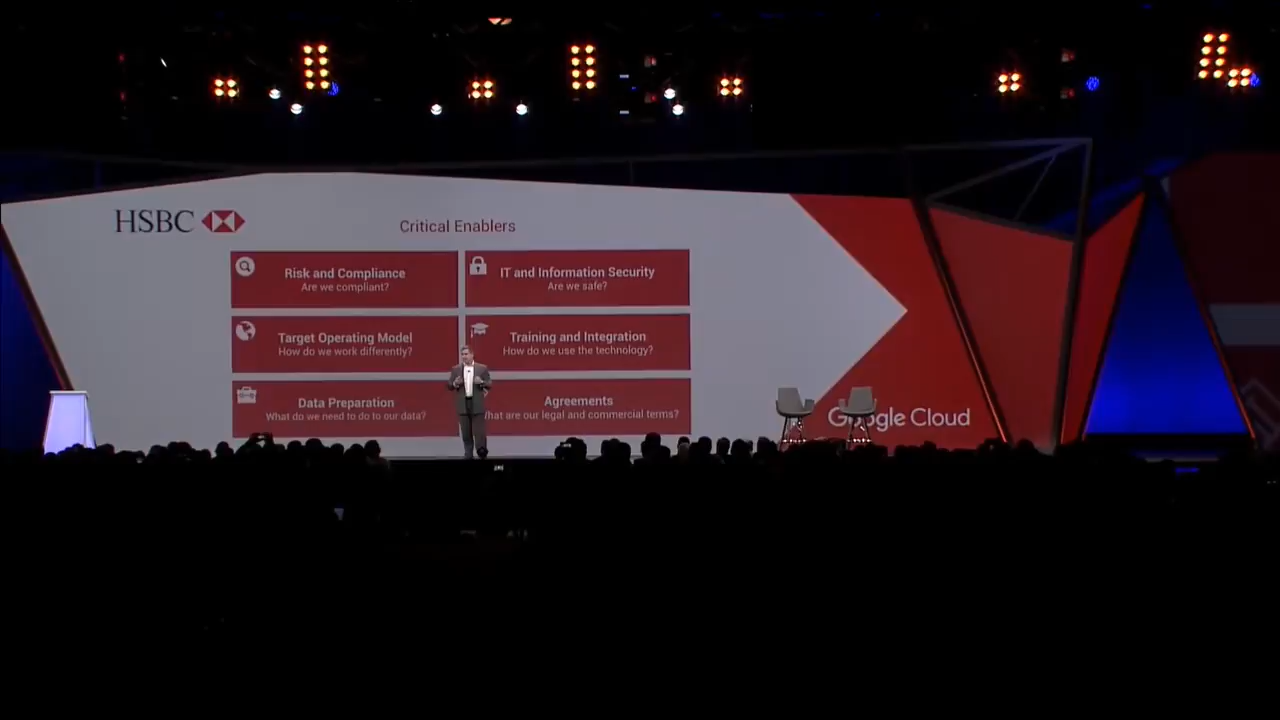 HSBC
Critical Enablers
Risk and Compliance
Are we compliant?
IT and Information Security
Are we safe?
Target Operating Model
How do we work differently?
Training and Integration
How do we use the technology?
Data Preparation
What do we need to do to our data?
Agreements
hat are our legal and commercial terms?
Google Cloud